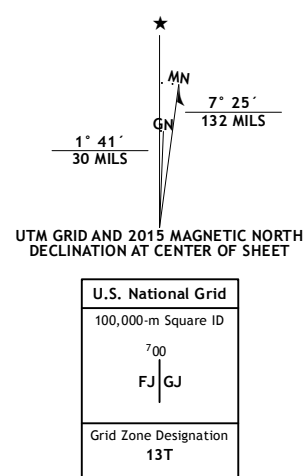 ★
MN
GN
7° 25´
132 MILS
1° 41´
30 MILS
UTM GRID AND 2015 MAGNETIC NORTH
DECLINATION AT CENTER OF SHEET
U.S. National Grid
100,000-m Square ID
⁷00
FJ GJ
Grid Zone Designation
13T